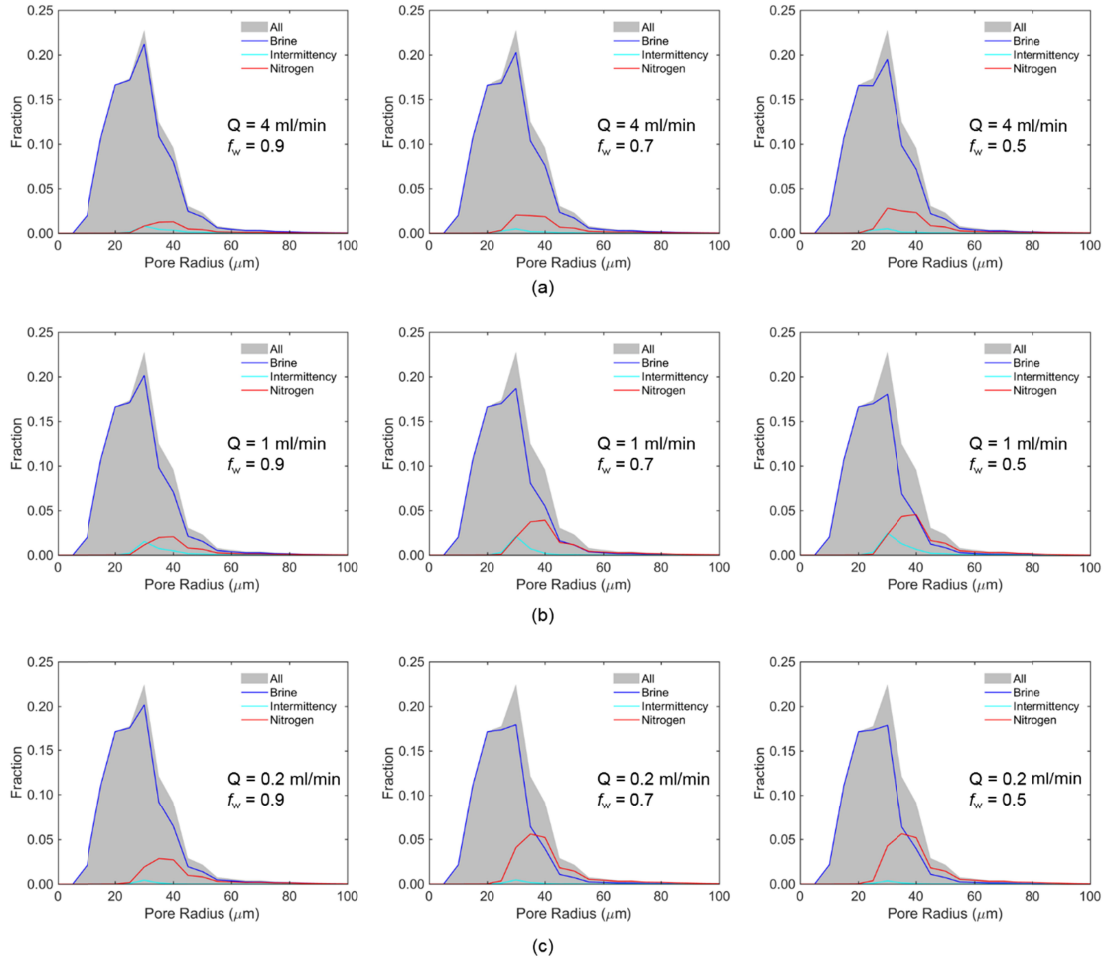 0.25
0.20
0.15
0.10
0.05
0.00
Fraction
All
Brine
Intermittency
Nitrogen
Q = 4 ml/min
fw = 0.9
0 20 40 60 80 100
Pore Radius (μm)
0.25
0.20
0.15
0.10
0.05
0.00
Fraction
All
Brine
Intermittency
Nitrogen
Q = 4 ml/min
fw = 0.7
0 20 40 60 80 100
Pore Radius (μm)
0.25
0.20
0.15
0.10
0.05
0.00
Fraction
All
Brine
Intermittency
Nitrogen
Q = 4 ml/min
fw = 0.5
0 20 40 60 80 100
Pore Radius (μm)
(a)
0.25
0.20
0.15
0.10
0.05
0.00
Fraction
All
Brine
Intermittency
Nitrogen
Q = 1 ml/min
fw = 0.9
0 20 40 60 80 100
Pore Radius (μm)
0.25
0.20
0.15
0.10
0.05
0.00
Fraction
All
Brine
Intermittency
Nitrogen
Q = 1 ml/min
fw = 0.7
0 20 40 60 80 100
Pore Radius (μm)
0.25
0.20
0.15
0.10
0.05
0.00
Fraction
All
Brine
Intermittency
Nitrogen
Q = 1 ml/min
fw = 0.5
0 20 40 60 80 100
Pore Radius (μm)
(b)
0.25
0.20
0.15
0.10
0.05
0.00
Fraction
All
Brine
Intermittency
Nitrogen
Q = 0.2 ml/min
fw = 0.9
0 20 40 60 80 100
Pore Radius (μm)
0.25
0.20
0.15
0.10
0.05
0.00
Fraction
All
Brine
Intermittency
Nitrogen
Q = 0.2 ml/min
fw = 0.7
0 20 40 60 80 100
Pore Radius (μm)
0.25
0.20
0.15
0.10
0.05
0.00
Fraction
All
Brine
Intermittency
Nitrogen
Q = 0.2 ml/min
fw = 0.5
0 20 40 60 80 100
Pore Radius (μm)
(c)